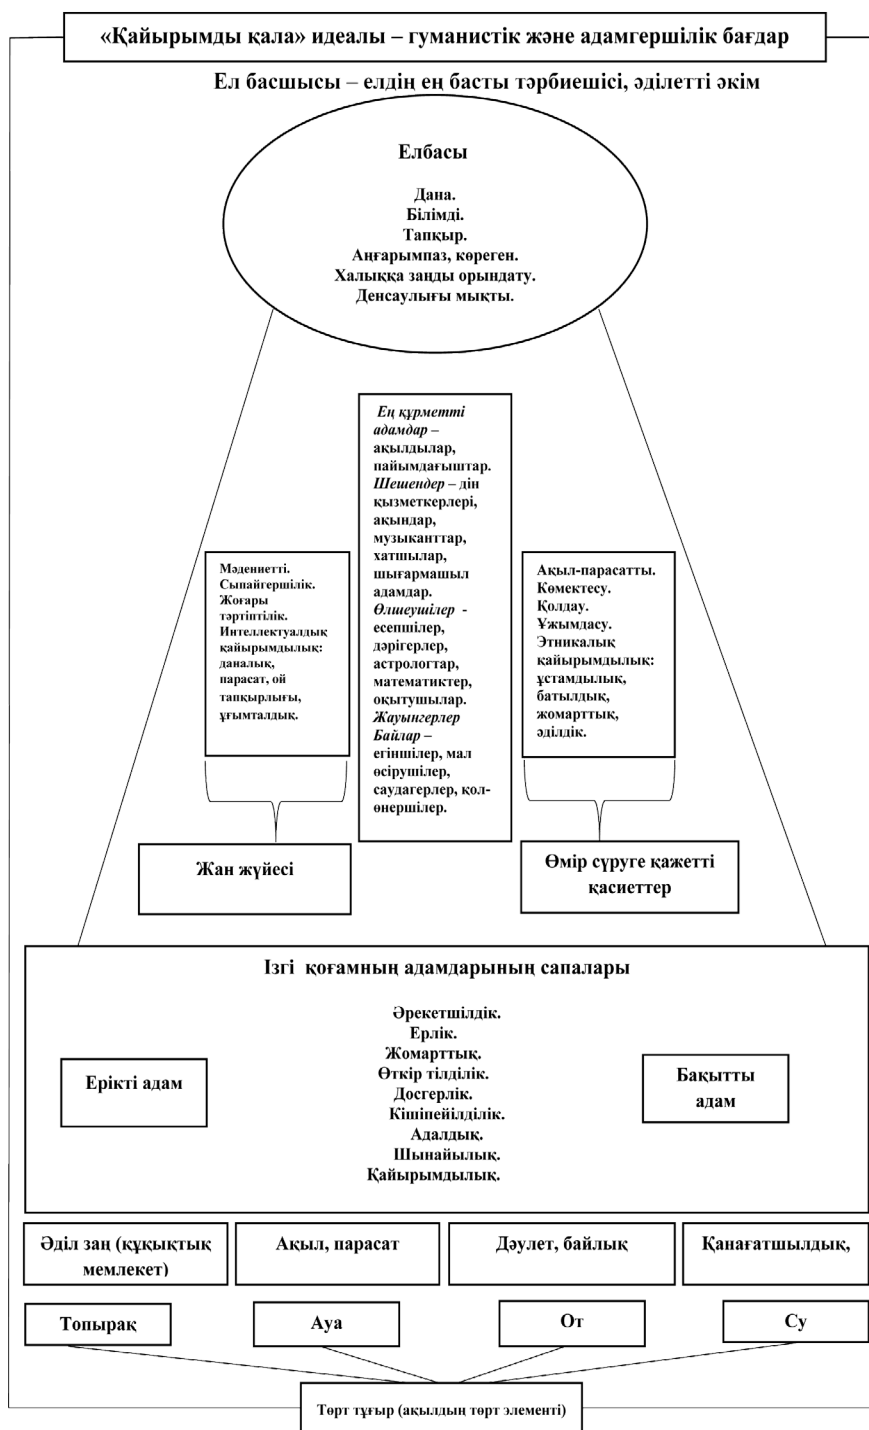 «Қайырымды қала» идеалы – гуманистік және адамгершілік бағдар
Ел басшысы – елдің ең басты тәрбиешісі, әділетті әкім
Елбасы
Дана.
Білімді.
Тапқыр.
Аңғарымпаз, көреген.
Халыққа заңды орындату.
Денсаулығы мықты.
Мәдениетті.
Сыпайгершілік.
Жоғары
тәртіптілік.
Интеллектуалдық
қайырымдылық:
даналық,
парасат, ой
тапқырлығы,
ұғымталдық.
Ең құрметті
адамдар –
ақылдылар,
пайымдағыштар.
Шешендер – дін
қызметкерлері,
ақындар,
музыканттар,
хатшылар,
шығармашыл
адамдар.
Өлшеушілер -
есепшілер,
дәрігерлер,
астрологтар,
математиктер,
оқытушылар.
Жауынгерлер
Байлар –
егіншілер, мал
өсірушілер,
саудагерлер, қол-
өнершілер.
Ақыл-парасатты.
Көмектесу.
Қолдау.
Ұжымдасу.
Этникалық
қайырымдылық:
ұстамдылық,
батылдық,
жомарттық,
әділдік.
Жан жүйесі
Өмір сүруге қажетті
қасиеттер
Ізгі қоғамның адамдарының сапалары
Әрекетшілдік.
Ерлік.
Жомарттық.
Өткір тілділік.
Досгерлік.
Кішіпейілділік.
Адалдық.
Шынайылық.
Қайырымдылық.
Ерікті адам
Бақытты
адам
Әділ заң (құқықтық
мемлекет)
Ақыл, парасат
Дәулет, байлық
Қанағатшылдық,
Топырақ
Ауа
От
Су
Төрт тұғыр (ақылдың төрт элементі)